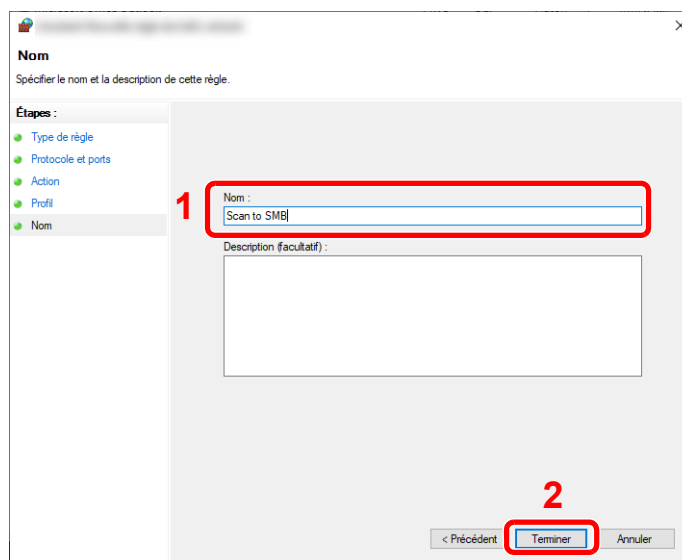 Nom
Spécifier le nom et la description de cette règle.
Étapes :
Type de règle
Protocole et ports
Action
Profil
Nom
1
Nom :
Scan to SMB
Description (facultatif) :
2
< Précédent
Terminer
Annuler